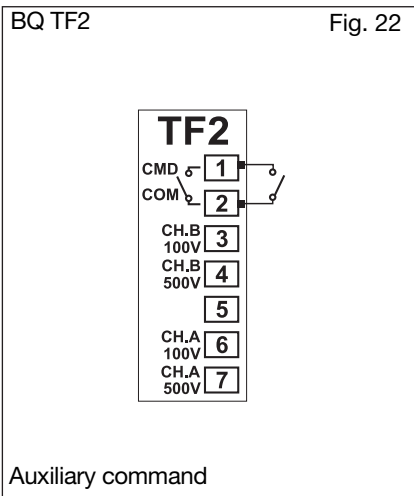 BQ TF2 Fig. 22
TF2
CMD 1
COM 2
CH.B
100V 3
CH.B
500V 4
5
CH.A
100V 6
CH.A
500V 7
Auxiliary command